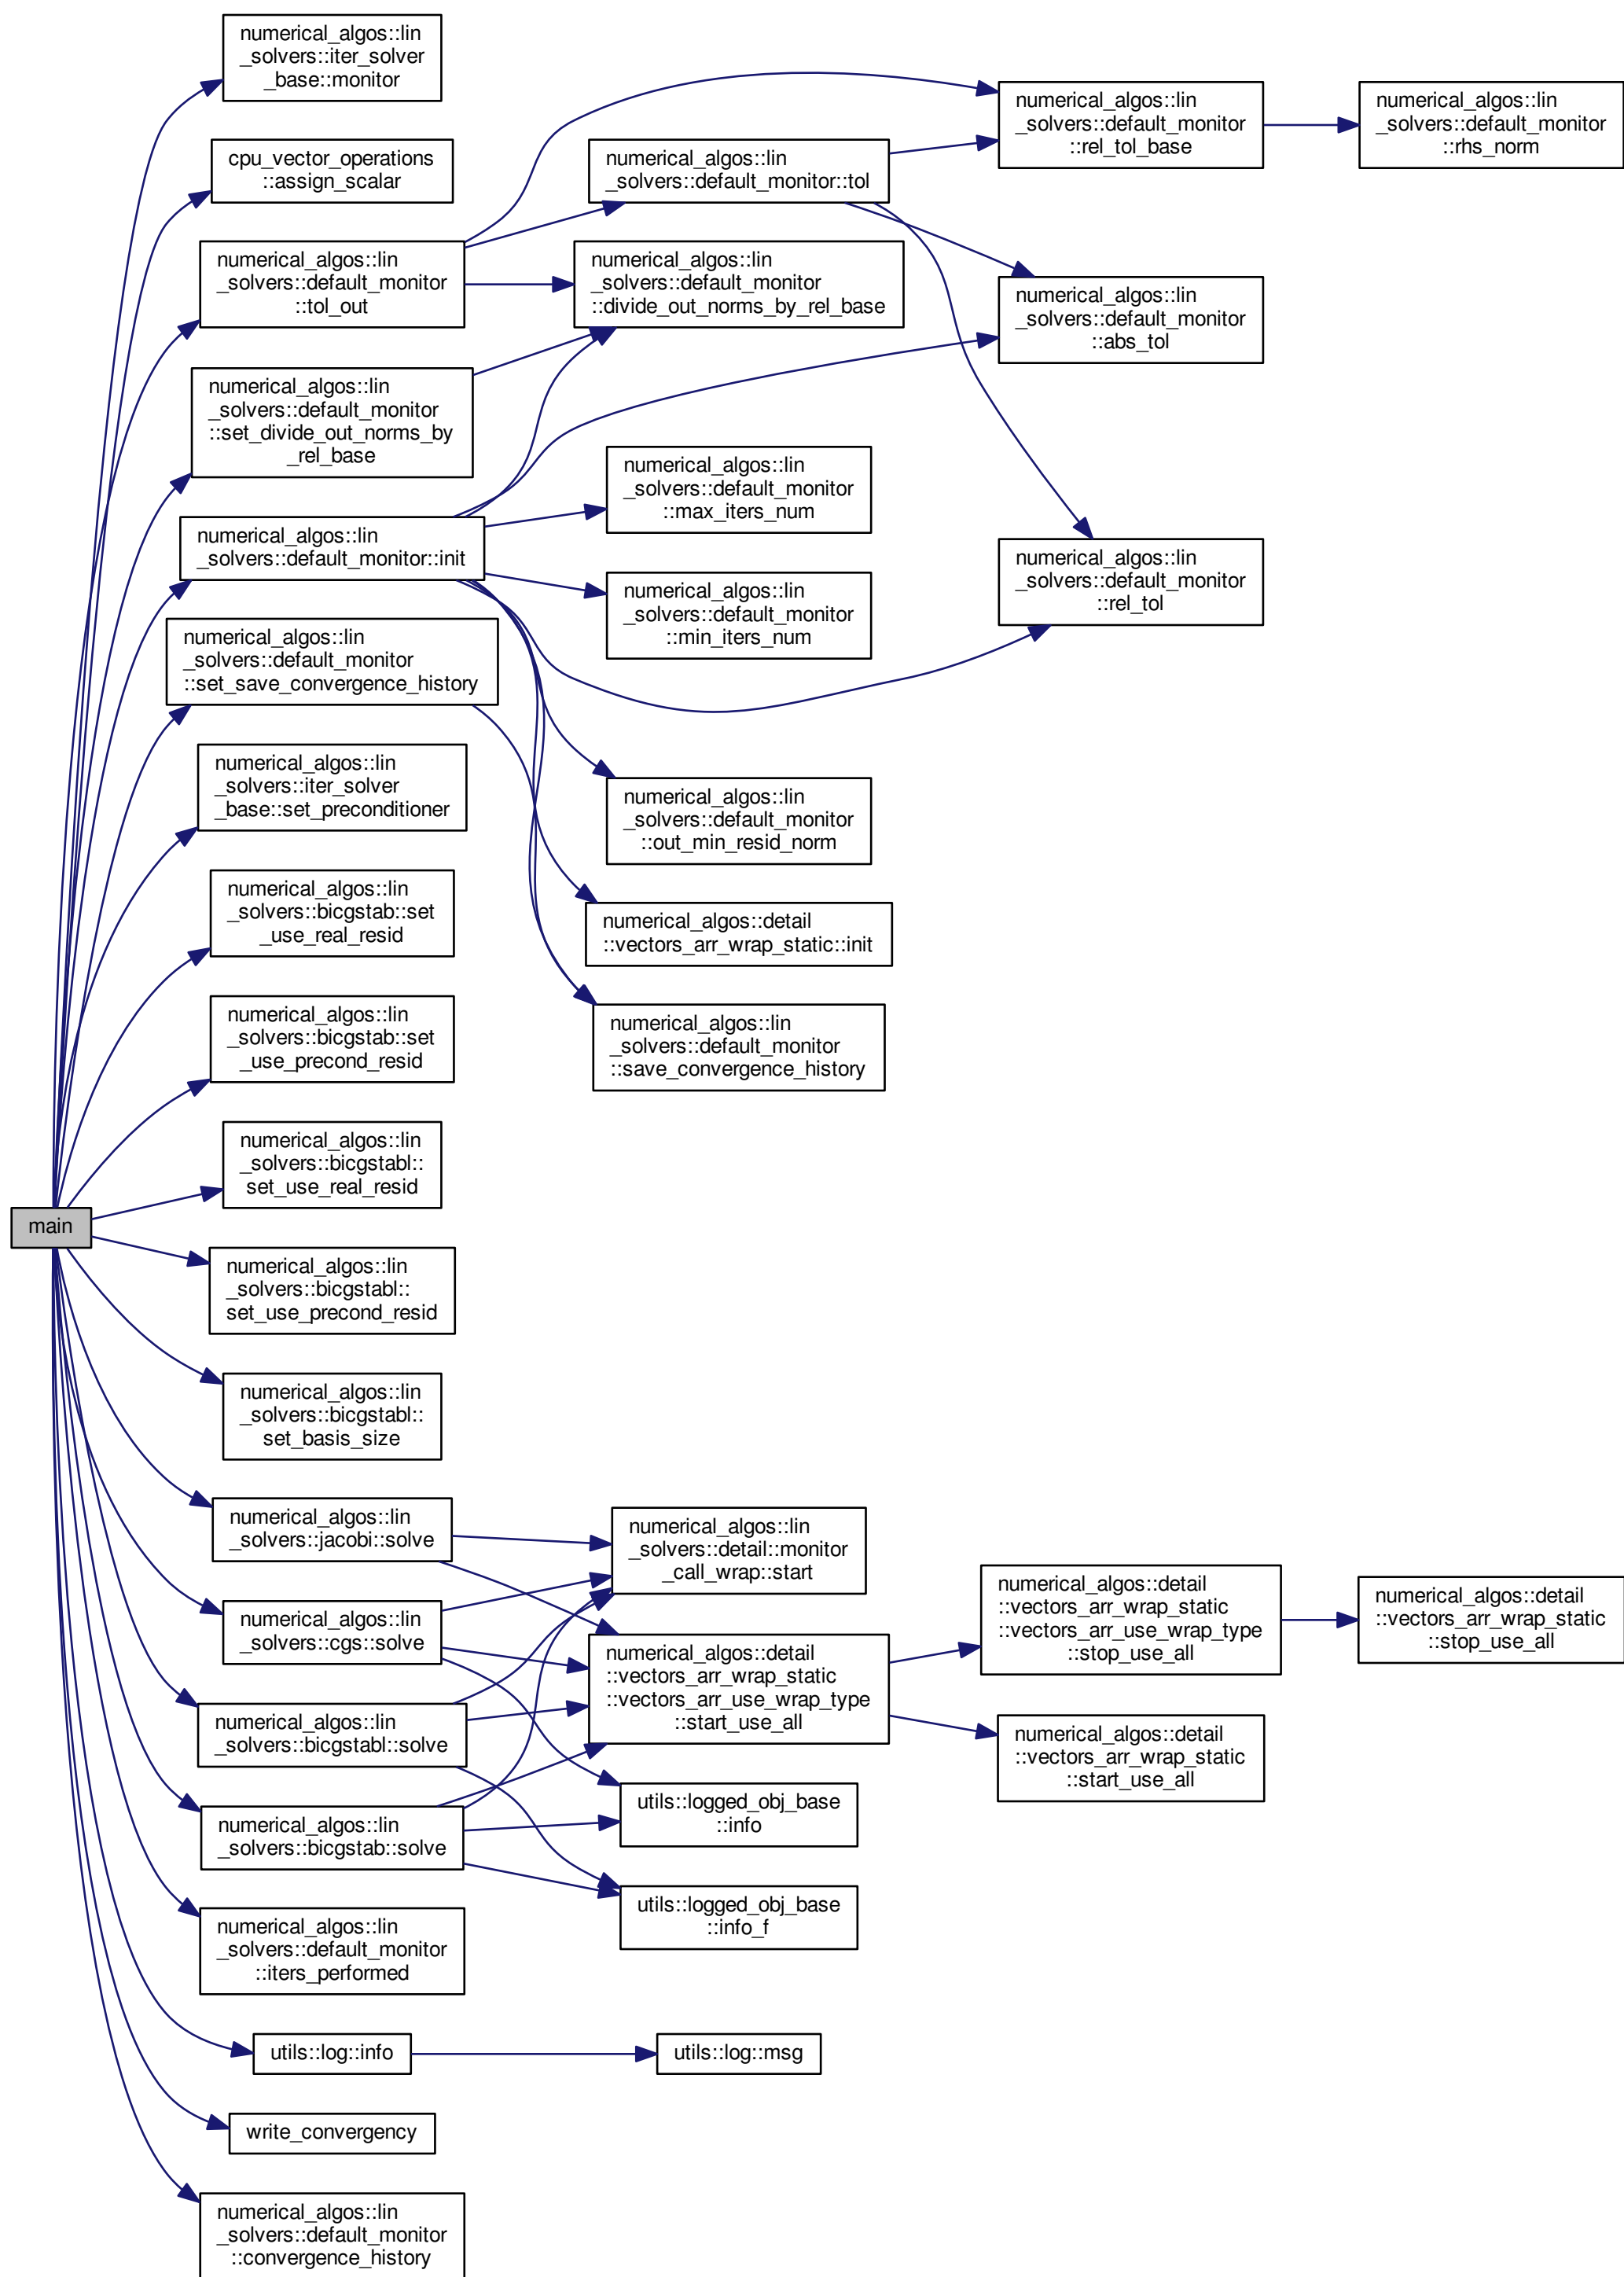 numerical_algos::lin
_solvers::iter_solver
_base::monitor
cpu_vector_operations
::assign_scalar
numerical_algos::lin
_solvers::default_monitor
::tol_out
numerical_algos::lin
_solvers::default_monitor
::set_divide_out_norms_by
_rel_base
numerical_algos::lin
_solvers::default_monitor::init
numerical_algos::lin
_solvers::default_monitor
::set_save_convergence_history
numerical_algos::lin
_solvers::iter_solver
_base::set_preconditioner
numerical_algos::lin
_solvers::bicgstab::set
_use_real_resid
numerical_algos::lin
_solvers::bicgstab::set
_use_precond_resid
numerical_algos::lin
_solvers::bicgstabl::
set_use_real_resid
main
numerical_algos::lin
_solvers::bicgstabl::
set_use_precond_resid
numerical_algos::lin
_solvers::bicgstabl::
set_basis_size
numerical_algos::lin
_solvers::jacobi::solve
numerical_algos::lin
_solvers::cgs::solve
numerical_algos::lin
_solvers::bicgstabl::solve
numerical_algos::lin
_solvers::bicgstab::solve
numerical_algos::lin
_solvers::default_monitor
::iters_performed
utils::log::info
write_convergency
numerical_algos::lin
_solvers::default_monitor
::convergence_history
numerical_algos::lin
_solvers::default_monitor::tol
numerical_algos::lin
_solvers::default_monitor
::divide_out_norms_by_rel_base
numerical_algos::lin
_solvers::default_monitor
::max_iters_num
numerical_algos::lin
_solvers::default_monitor
::min_iters_num
numerical_algos::lin
_solvers::default_monitor
::out_min_resid_norm
numerical_algos::detail
::vectors_arr_wrap_static::init
numerical_algos::lin
_solvers::default_monitor
::save_convergence_history
numerical_algos::lin
_solvers::detail::monitor
_call_wrap::start
numerical_algos::detail
::vectors_arr_wrap_static
::vectors_arr_use_wrap_type
::start_use_all
utils::logged_obj_base
::info
utils::logged_obj_base
::info_f
utils::log::msg
numerical_algos::lin
_solvers::default_monitor
::rel_tol_base
numerical_algos::lin
_solvers::default_monitor
::abs_tol
numerical_algos::lin
_solvers::default_monitor
::rel_tol
numerical_algos::detail
::vectors_arr_wrap_static
::vectors_arr_use_wrap_type
::stop_use_all
numerical_algos::detail
::vectors_arr_wrap_static
::start_use_all
numerical_algos::lin
_solvers::default_monitor
::rhs_norm
numerical_algos::detail
::vectors_arr_wrap_static
::stop_use_all